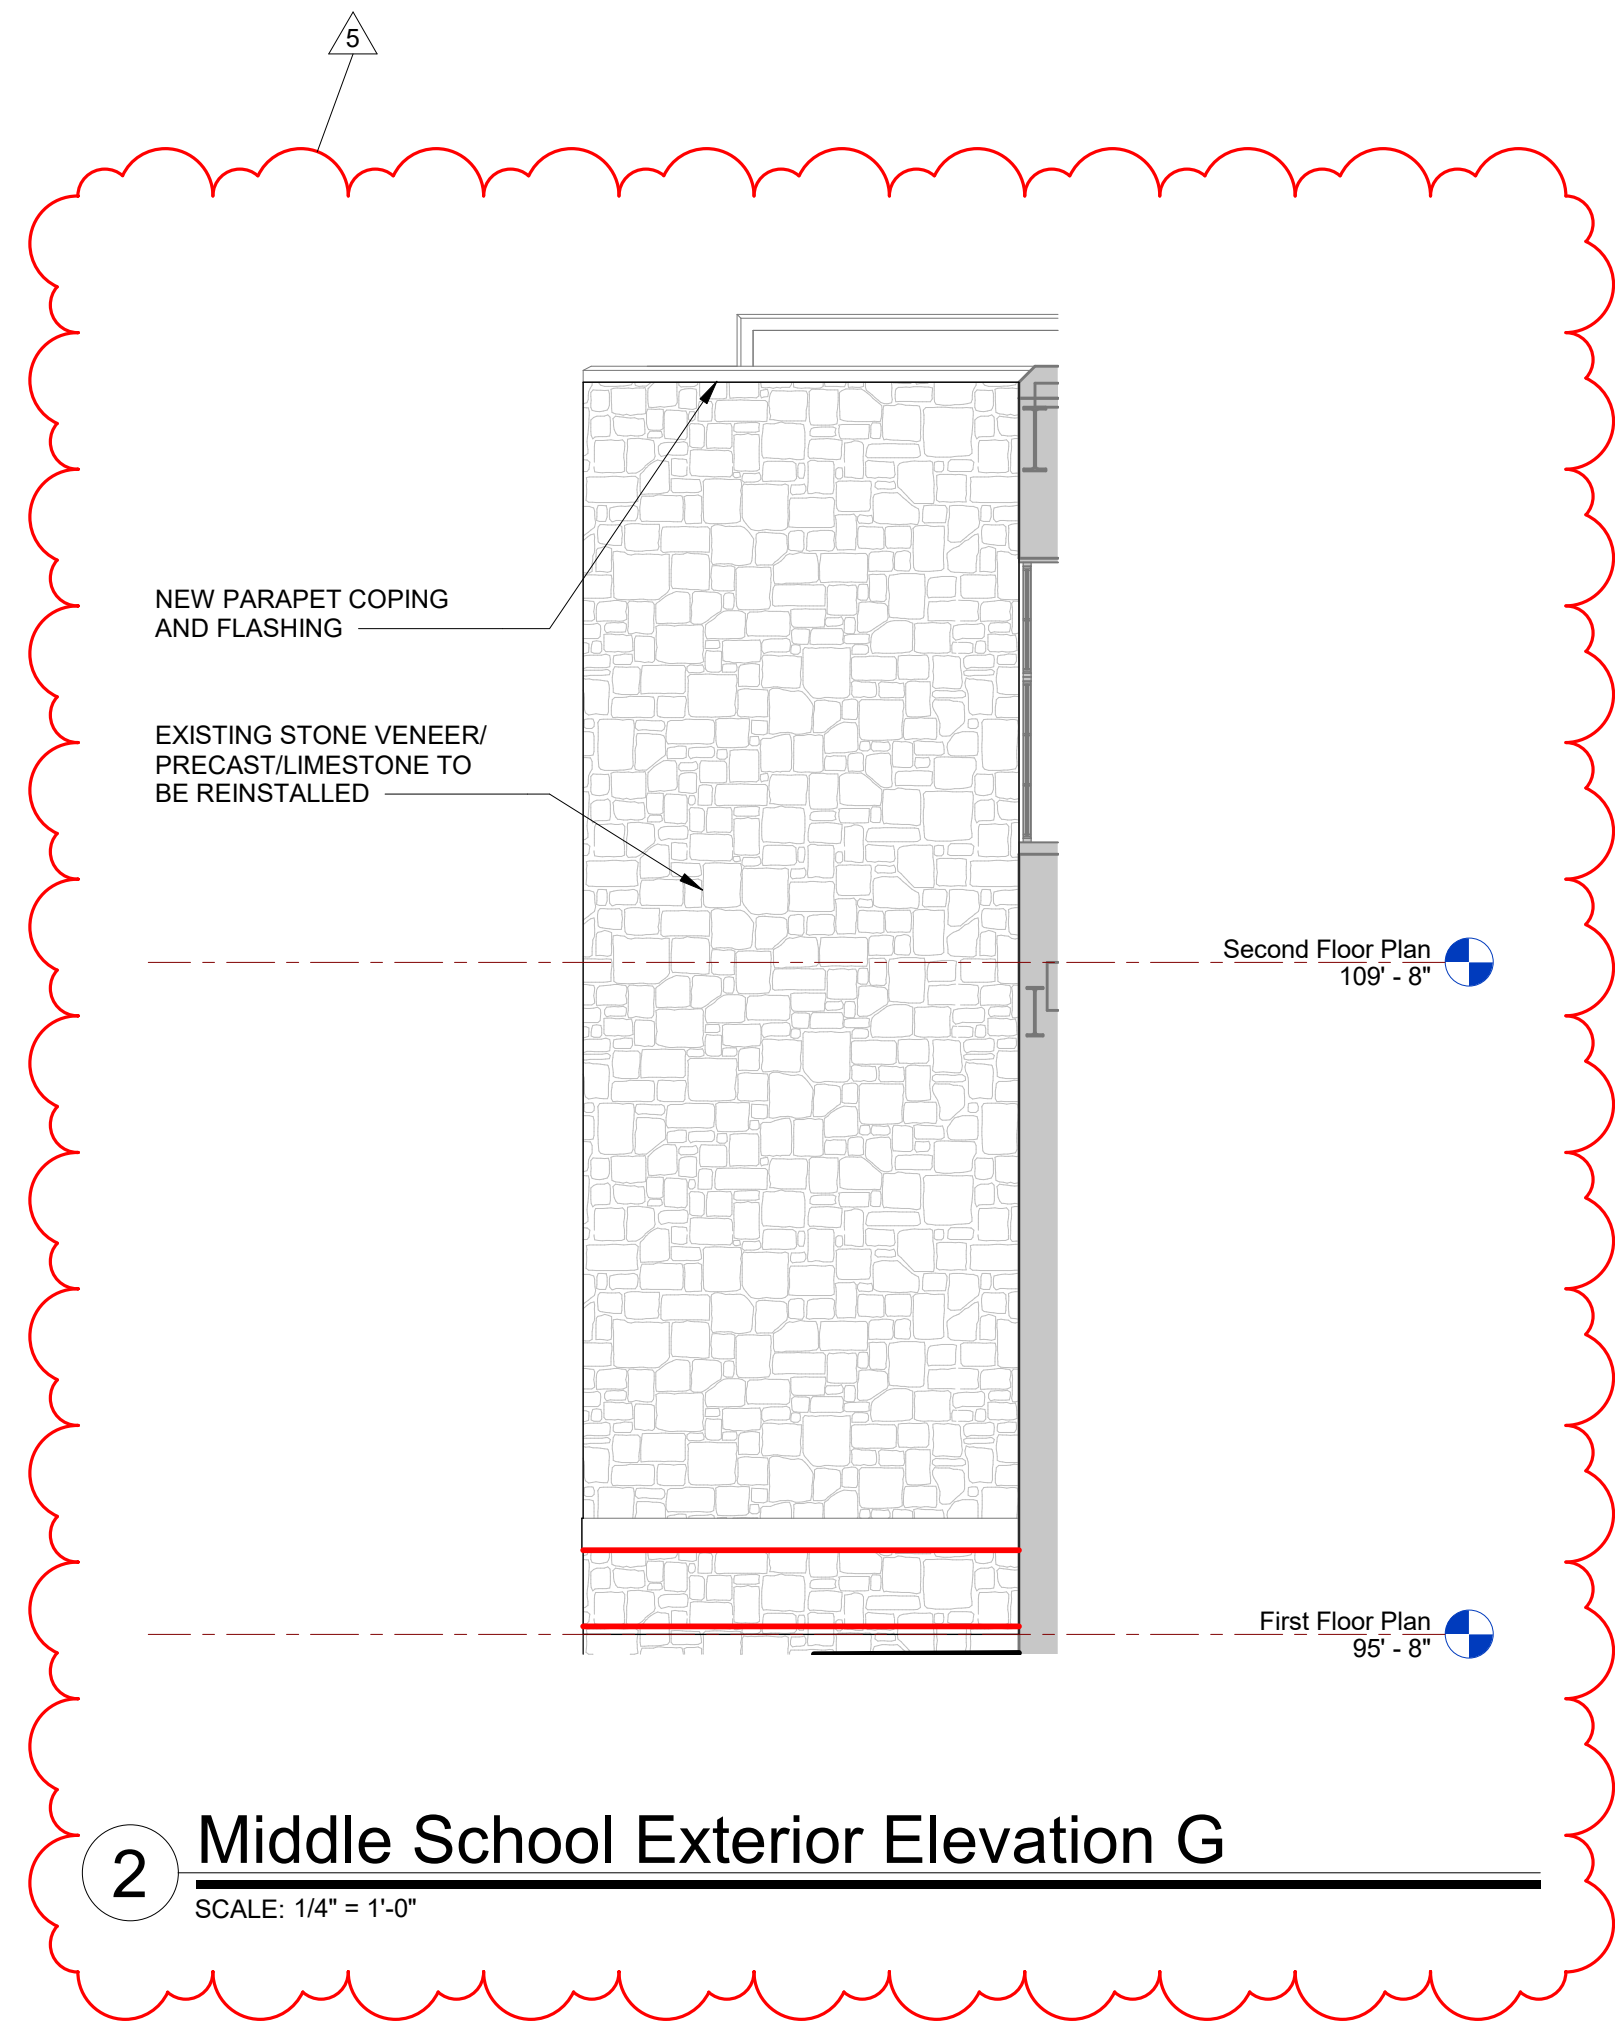 5
NEW PARAPET COPING
AND FLASHING
EXISTING STONE VENEER/
PRECAST/LIMESTONE TO
BE REINSTALLED
Second Floor Plan
109' - 8"
First Floor Plan
95' - 8"
2
Middle School Exterior Elevation G
SCALE: 1/4" = 1'-0"